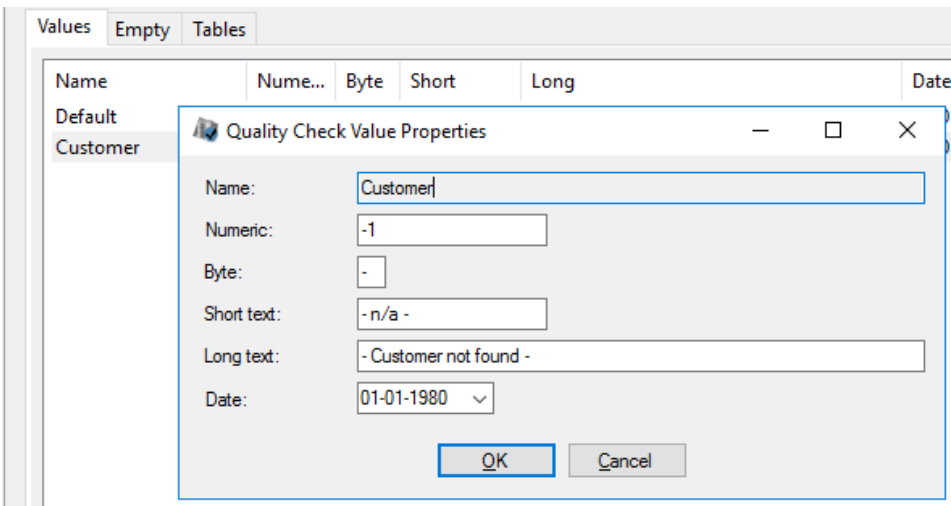 Values Empty Tables
Name Nume... Byte Short Long Date
Default
Customer
Quality Check Value Properties
Name: Customer
Numeric: -1
Byte: -
Short text: - n/a -
Long text: - Customer not found -
Date: 01-01-1980
OK Cancel